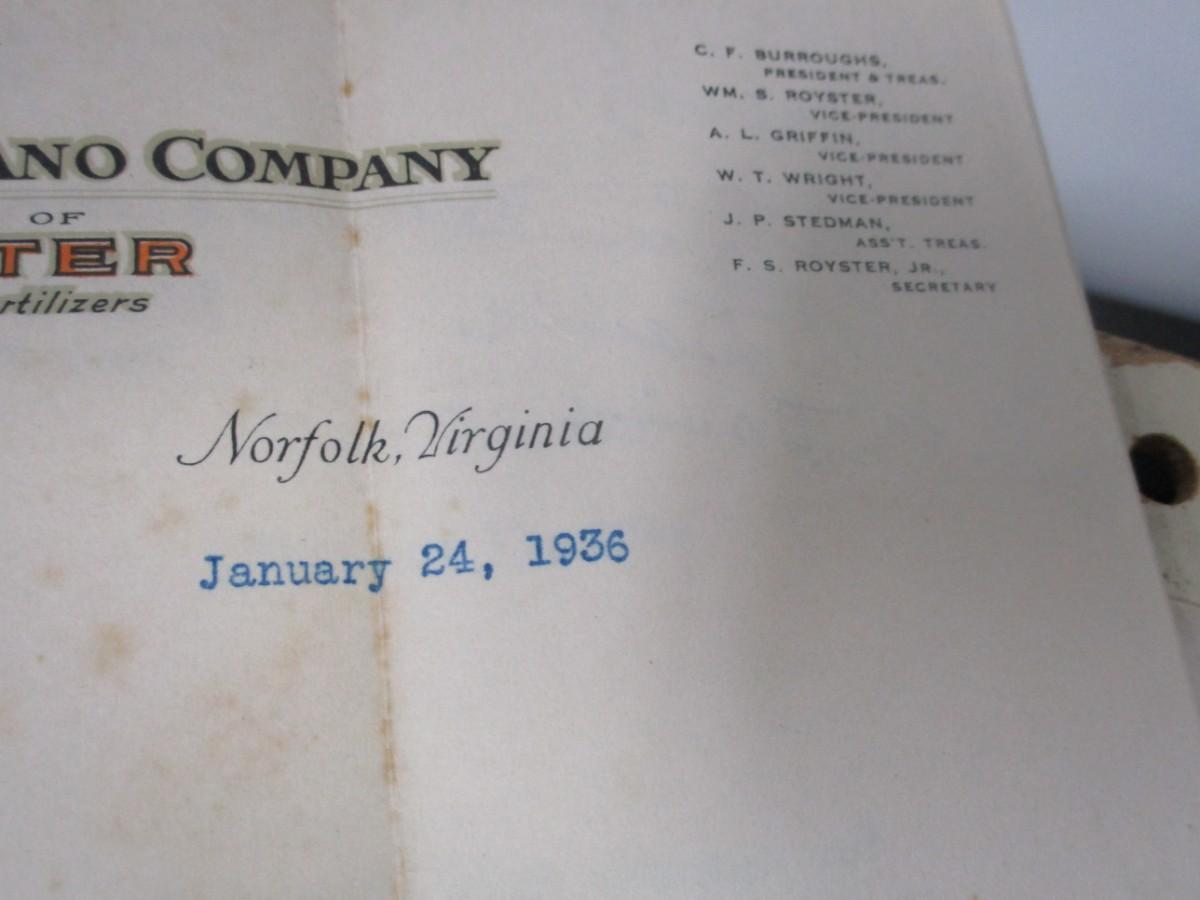 ANO COMPANY
OF
TER
rtilizers
C. F. BURROUGHS,
PRESIDENT & TREAS.
WM. S. ROYSTER,
VICE-PRESIDENT
A. L. GRIFFIN,
VICE-PRESIDENT
W. T. WRIGHT,
VICE-PRESIDENT
J. P. STEDMAN,
ASS'T. TREAS.
F. S. ROYSTER, JR.,
SECRETARY
Norfolk, Virginia
January 24, 1936